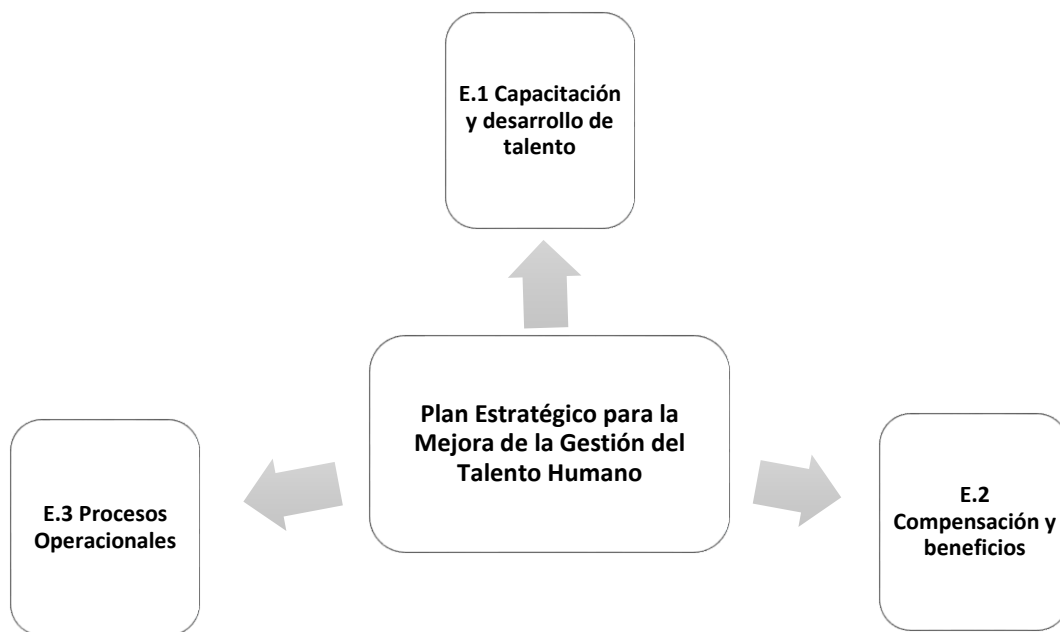 E.1 Capacitación
y desarrollo de
talento
Plan Estratégico para la
Mejora de la Gestión del
Talento Humano
E.3 Procesos
Operacionales
E.2
Compensación y
beneficios